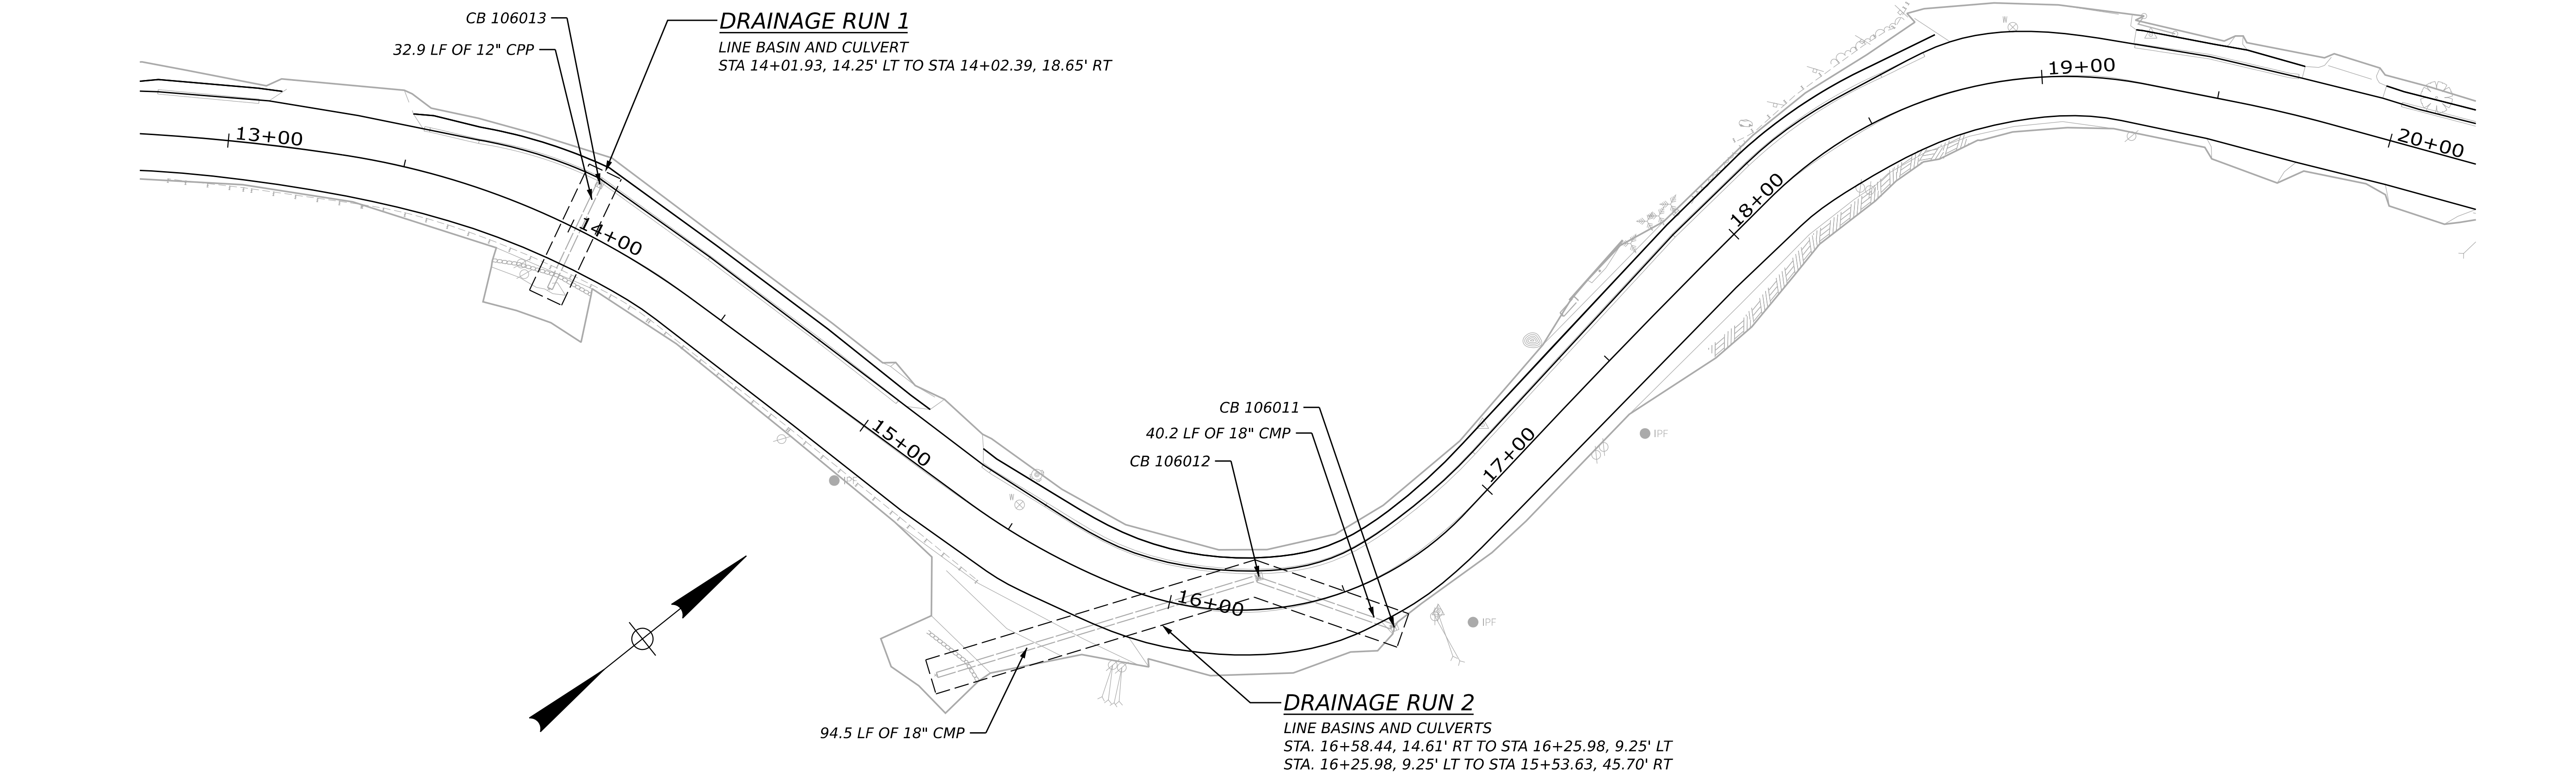 CB 106013
32.9 LF OF 12" CPP
DRAINAGE RUN 1
LINE BASIN AND CULVERT
STA 14+01.93, 14.25' LT TO STA 14+02.39, 18.65' RT
W
19+00
13+00
20+00
18+00
14+00
CB 106011
40.2 LF OF 18" CMP
CB 106012
IPF
15+00
17+00
IPF
W
16+00
IPF
DRAINAGE RUN 2
LINE BASINS AND CULVERTS
STA. 16+58.44, 14.61' RT TO STA 16+25.98, 9.25' LT
STA. 16+25.98, 9.25' LT TO STA 15+53.63, 45.70' RT
94.5 LF OF 18" CMP